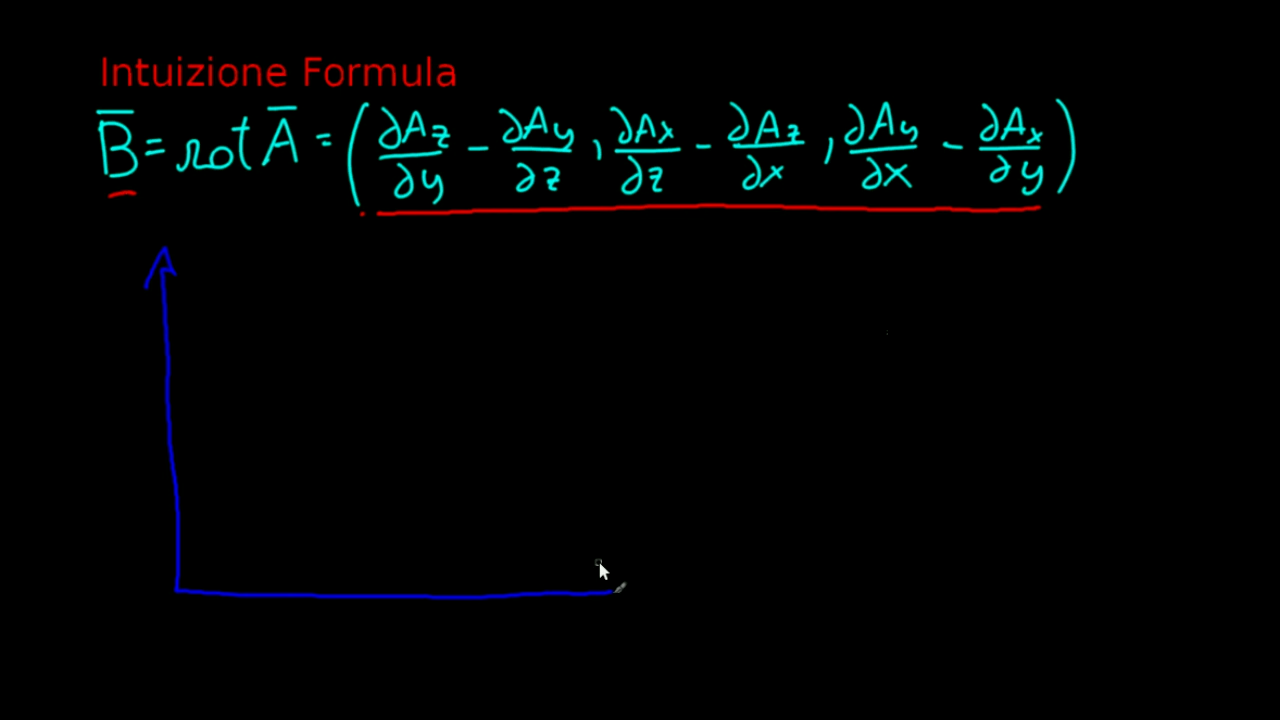 Intuizione Formula
B̅ = rot A̅ = (∂Az/∂y - ∂Ay/∂z, ∂Ax/∂z - ∂Az/∂x, ∂Ay/∂x - ∂Ax/∂y)